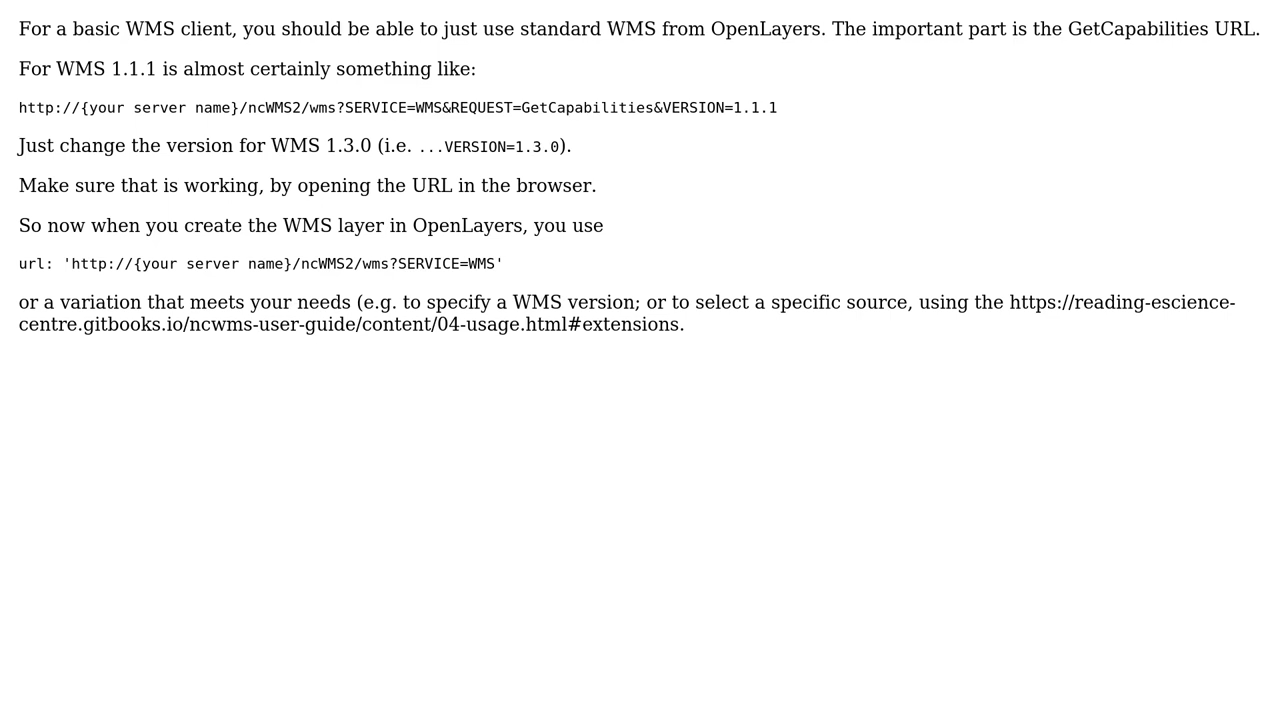 For a basic WMS client, you should be able to just use standard WMS from OpenLayers. The important part is the GetCapabilities URL.
For WMS 1.1.1 is almost certainly something like:
http://{your server name}/ncWMS2/wms?SERVICE=WMS&REQUEST=GetCapabilities&VERSION=1.1.1
Just change the version for WMS 1.3.0 (i.e. ...VERSION=1.3.0).
Make sure that is working, by opening the URL in the browser.
So now when you create the WMS layer in OpenLayers, you use
url: 'http://{your server name}/ncWMS2/wms?SERVICE=WMS'
or a variation that meets your needs (e.g. to specify a WMS version; or to select a specific source, using the https://reading-escience-
centre.gitbooks.io/ncwms-user-guide/content/04-usage.html#extensions.